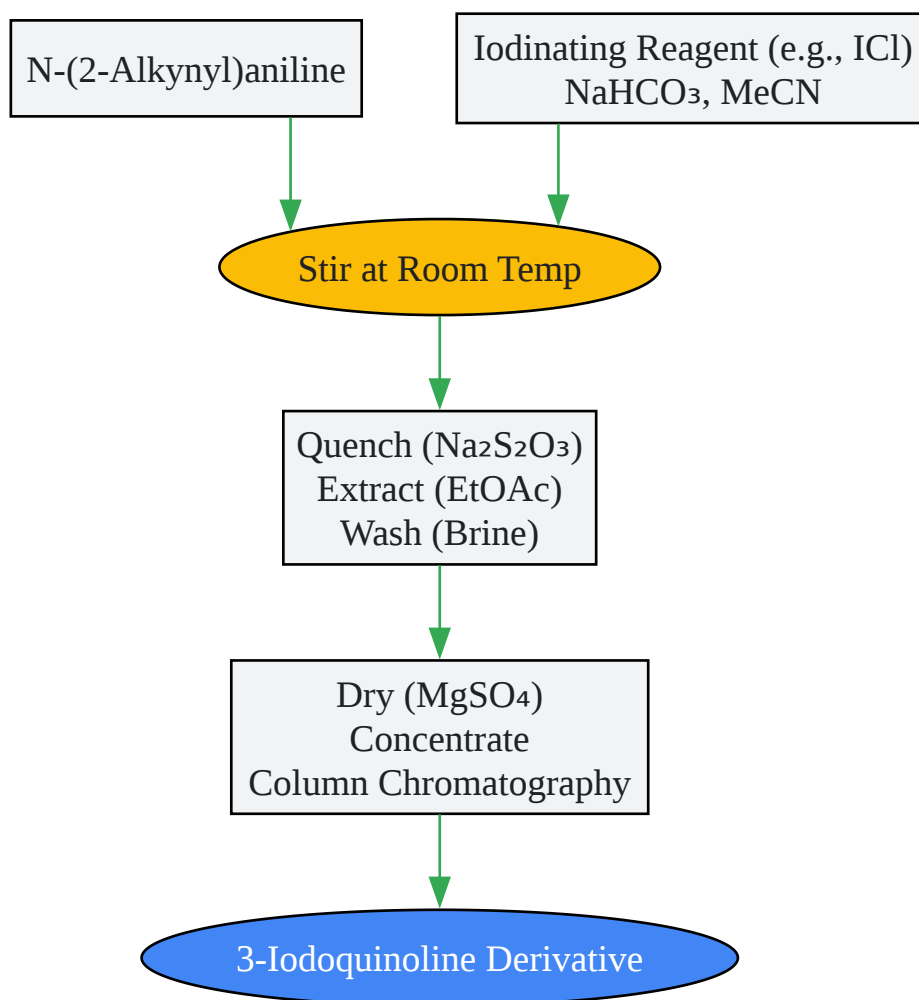 N-(2-Alkynyl)aniline
Iodinating Reagent (e.g., ICl)
NaHCO₃, MeCN
Stir at Room Temp
Quench (Na₂S₂O₃)
Extract (EtOAc)
Wash (Brine)
Dry (MgSO₄)
Concentrate
Column Chromatography
3-Iodoquinoline Derivative